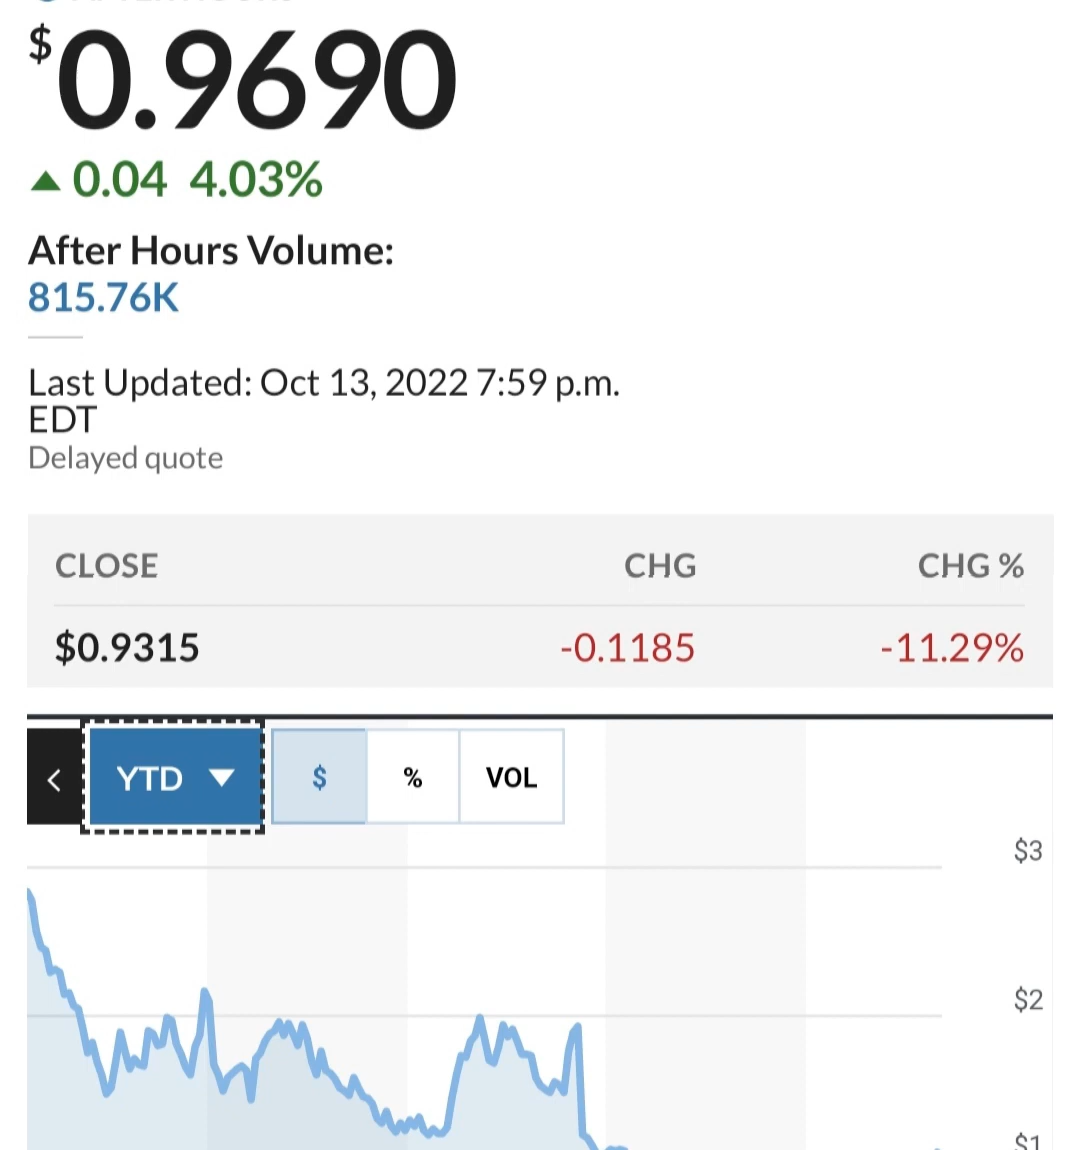 $0.9690
▲ 0.04 4.03%
After Hours Volume:
815.76K
Last Updated: Oct 13, 2022 7:59 p.m.
EDT
Delayed quote
CLOSE CHG CHG %
$0.9315 -0.1185 -11.29%
< YTD ▼ $ % VOL
$3
$2
$1